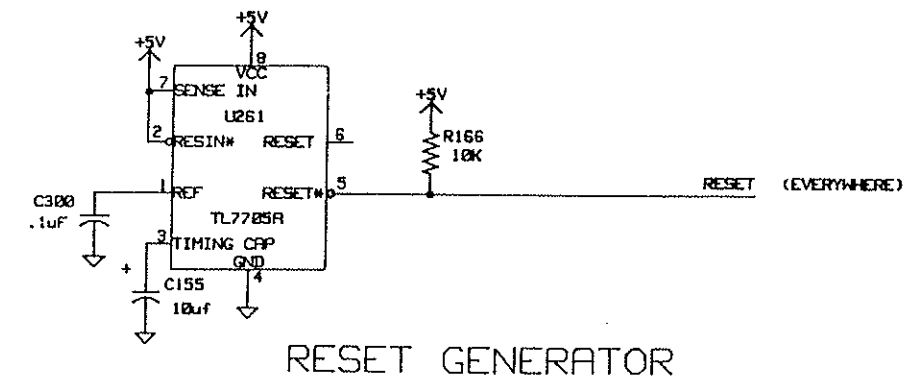 +5V
+5V
8
VCC
7
SENSE IN
U261
+5V
2
RESIN*
RESET
6
R166
10K
1
REF
RESET*
5
RESET (EVERYWHERE)
C300
.1uF
TL7705A
3
TIMING CAP
GND
4
+
C155
10uf
RESET GENERATOR